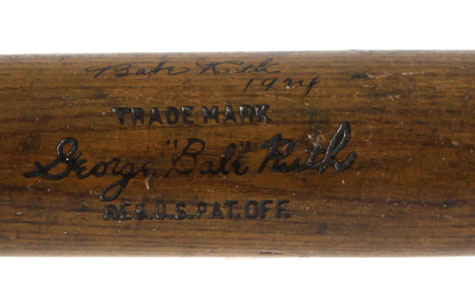 Babe Ruth
1924
TRADE MARK
George "Babe" Ruth
REG. U.S. PAT. OFF.